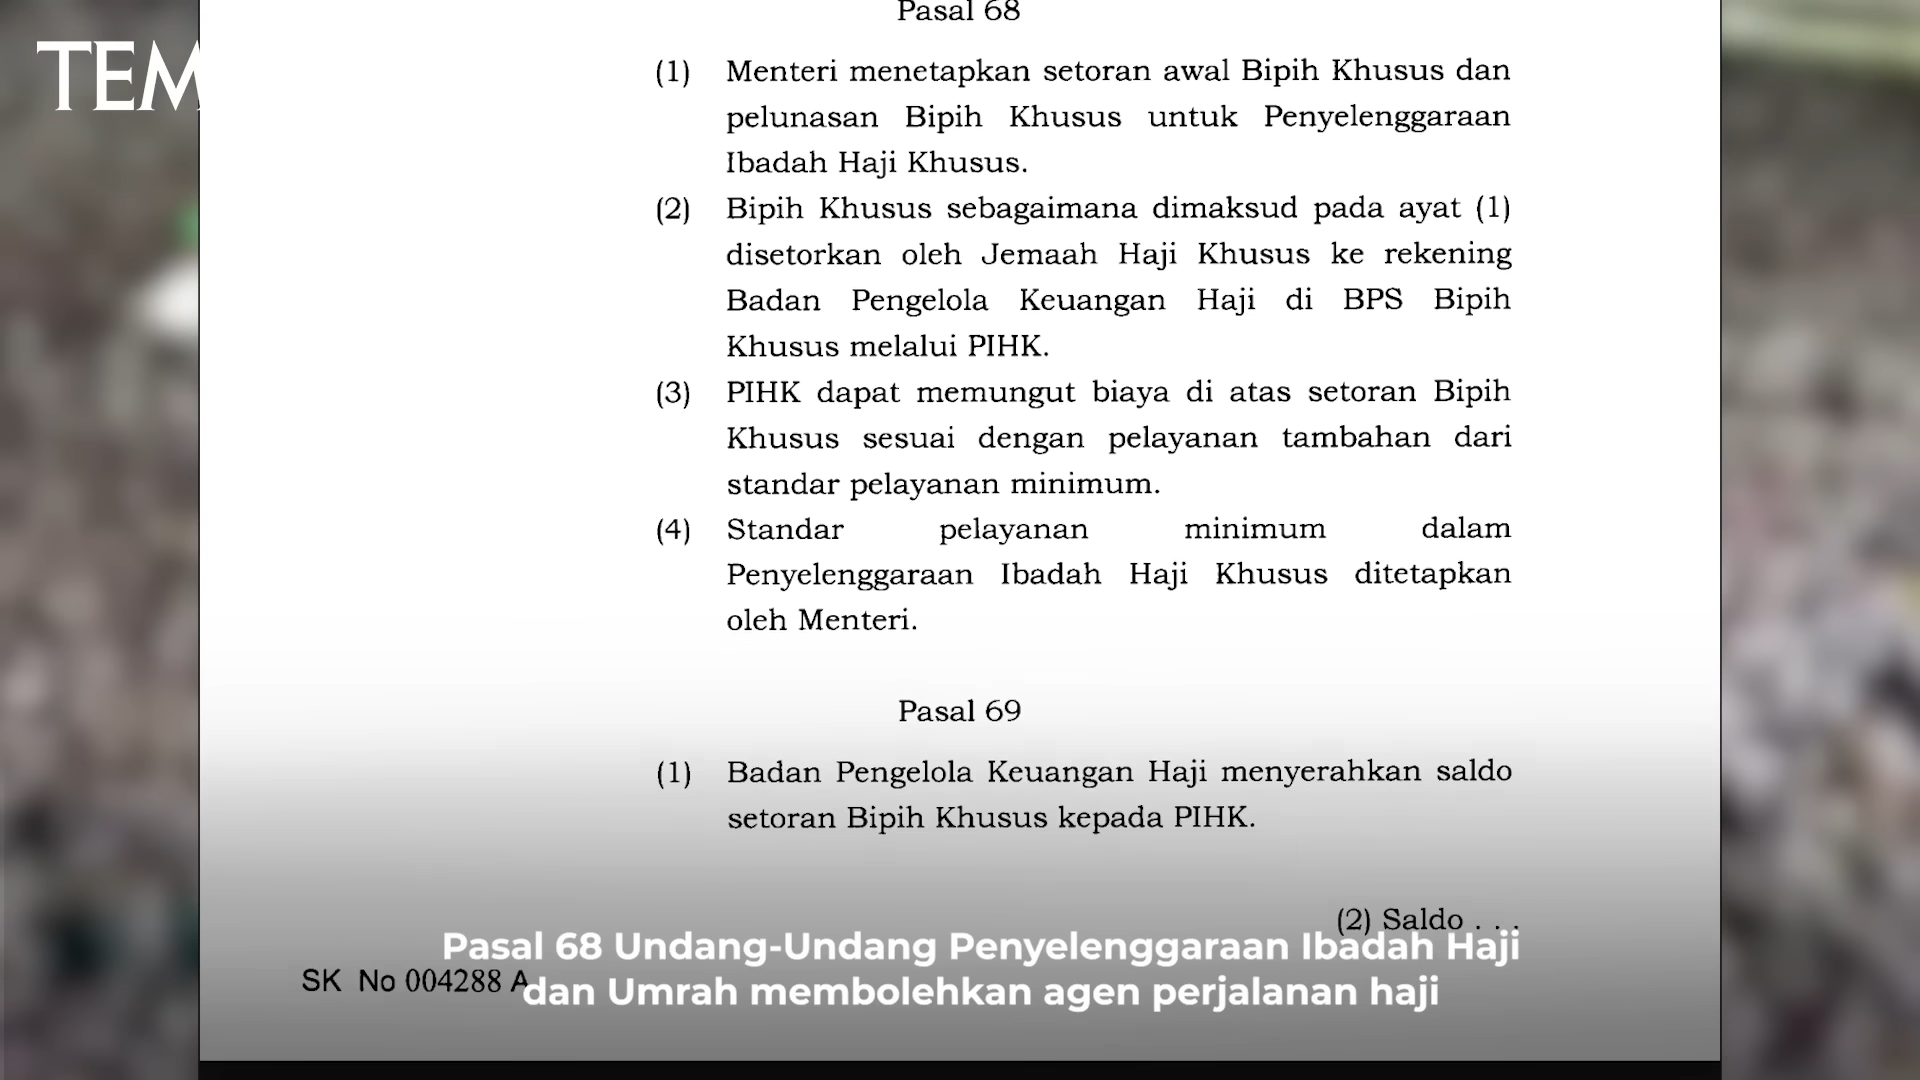 Pasal 68
TEM
(1) Menteri menetapkan setoran awal Bipih Khusus dan
pelunasan Bipih Khusus untuk Penyelenggaraan
Ibadah Haji Khusus.
(2) Bipih Khusus sebagaimana dimaksud pada ayat (1)
disetorkan oleh Jemaah Haji Khusus ke rekening
Badan Pengelola Keuangan Haji di BPS Bipih
Khusus melalui PIHK.
(3) PIHK dapat memungut biaya di atas setoran Bipih
Khusus sesuai dengan pelayanan tambahan dari
standar pelayanan minimum.
(4) Standar pelayanan minimum dalam
Penyelenggaraan Ibadah Haji Khusus ditetapkan
oleh Menteri.
Pasal 69
(1) Badan Pengelola Keuangan Haji menyerahkan saldo
setoran Bipih Khusus kepada PIHK.
(2) Saldo . . .
SK No 004288 A
Pasal 68 Undang-Undang Penyelenggaraan Ibadah Haji
dan Umrah membolehkan agen perjalanan haji